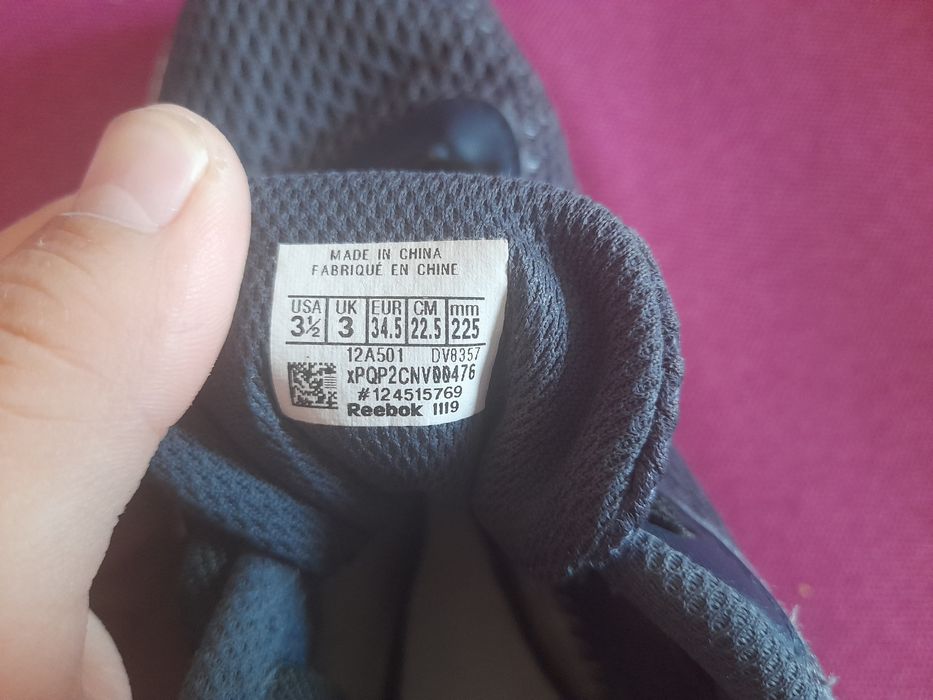 MADE IN CHINA
FABRIQUÉ EN CHINE
USA UK EUR CM mm
3½ 3 34.5 22.5 225
12A501 DV8357
xPQP2CNV00476
#124515769
Reebok 1119